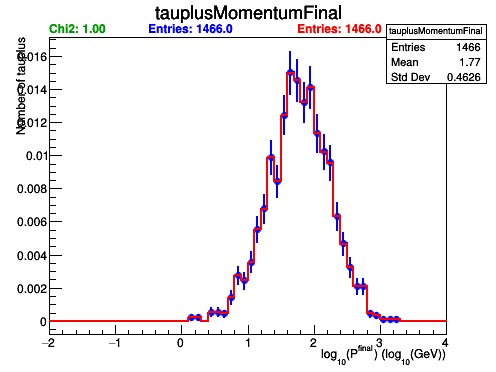 tauplusMomentumFinal
Chi2: 1.00 Entries: 1466.0 Entries: 1466.0
tauplusMomentumFinal
Entries 1466
Mean 1.77
Std Dev 0.4626
Number of tauplus
0.016
0.014
0.012
0.01
0.008
0.006
0.004
0.002
0
−2 −1 0 1 2 3 4
log10(Pfinal) (log10(GeV))